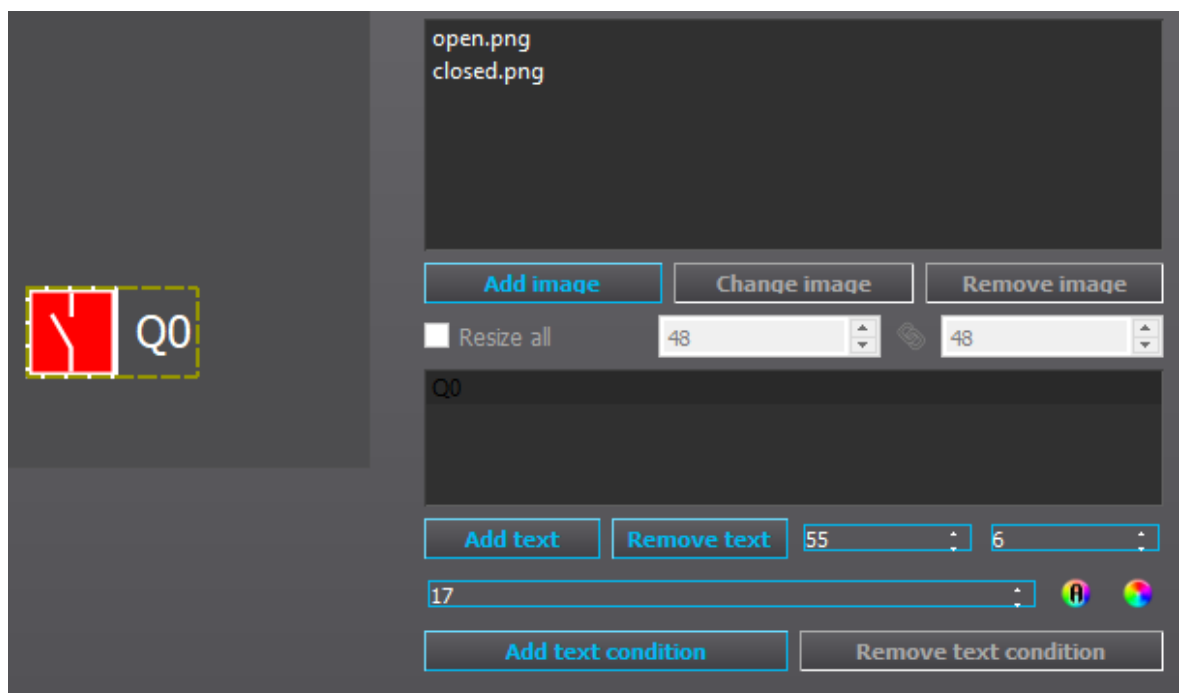 open.png
closed.png
Add image Change image Remove image
Q0
Resize all 48 48
Q0
Add text Remove text 55 6
17
A
Add text condition Remove text condition